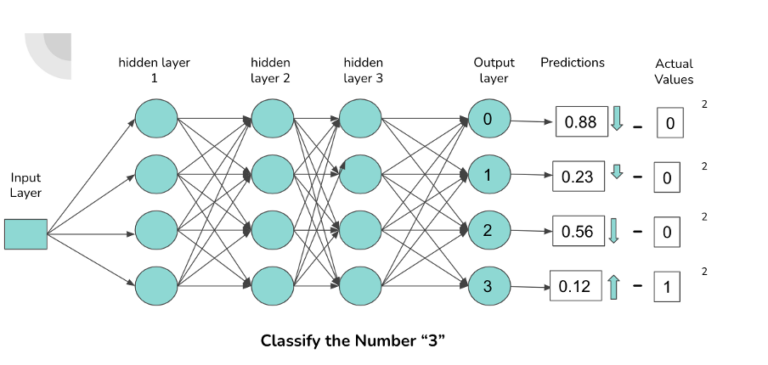 hidden layer
1
hidden
layer 2
hidden
layer 3
Output
layer
Predictions
Actual
Values
Input
Layer
0
0.88
-
0
2
1
0.23
-
0
2
2
0.56
-
0
2
3
0.12
-
1
2
Classify the Number “3”